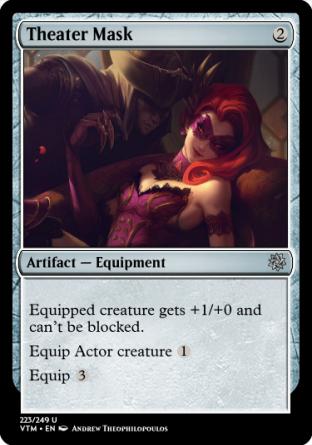 Theater Mask 2
Artifact — Equipment
Equipped creature gets +1/+0 and
can't be blocked.
Equip Actor creature 1
Equip 3
223/249 U
VTM • EN Andrew Theophilopoulos